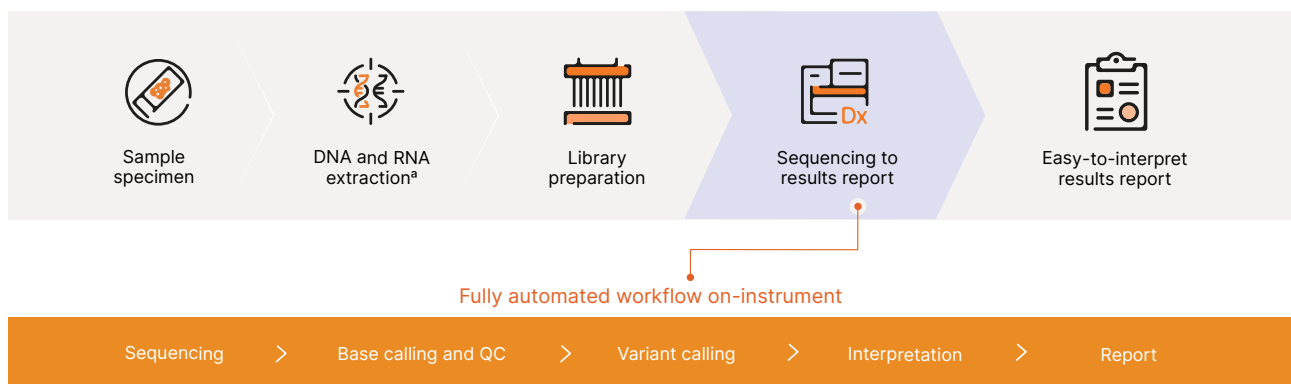 Dx
Sample
specimen
DNA and RNA
extractionª
Library
preparation
Sequencing to
results report
Easy-to-interpret
results report
Fully automated workflow on-instrument
Sequencing > Base calling and QC > Variant calling > Interpretation > Report